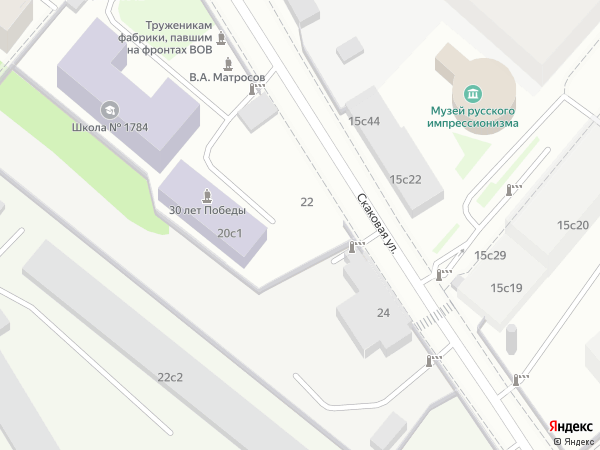 Труженикам
фабрики, павшим
на фронтах ВОВ
В.А. Матросов
Школа № 1784
15с44
Музей русского
импрессионизма
15с22
30 лет Победы
22
Скаковая ул.
20с1
15с20
15с29
15с19
24
22с2
Яндекс
© Яндекс